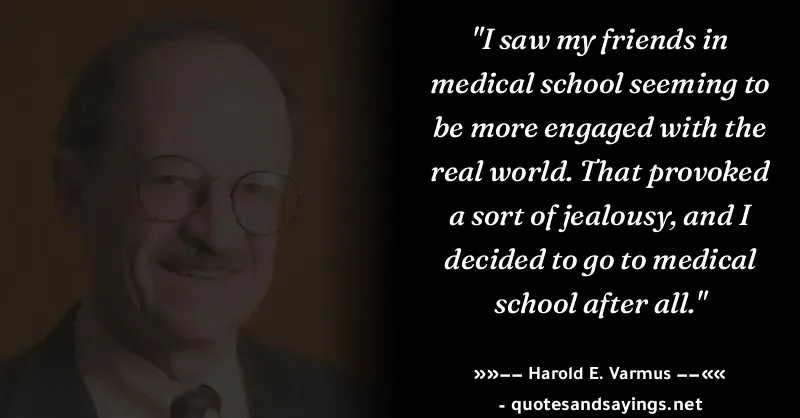 "I saw my friends in
medical school seeming to
be more engaged with the
real world. That provoked
a sort of jealousy, and I
decided to go to medical
school after all."
»»–– Harold E. Varmus ––««
- quotesandsayings.net